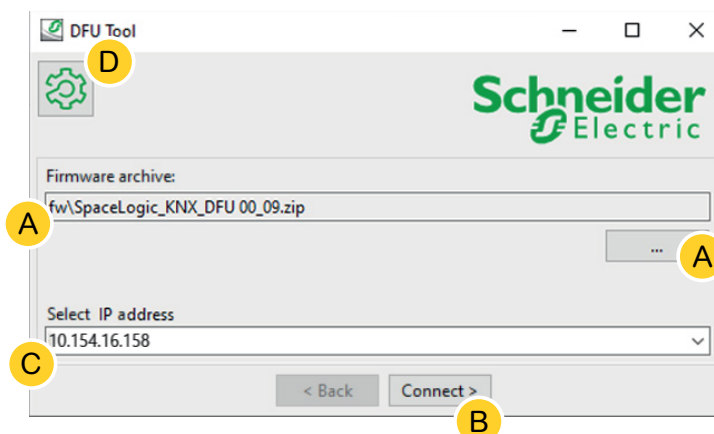 DFU Tool
D
Schneider
Electric
Firmware archive:
fw\SpaceLogic_KNX_DFU 00_09.zip
A
...
A
Select IP address
10.154.16.158
C
< Back
Connect >
B